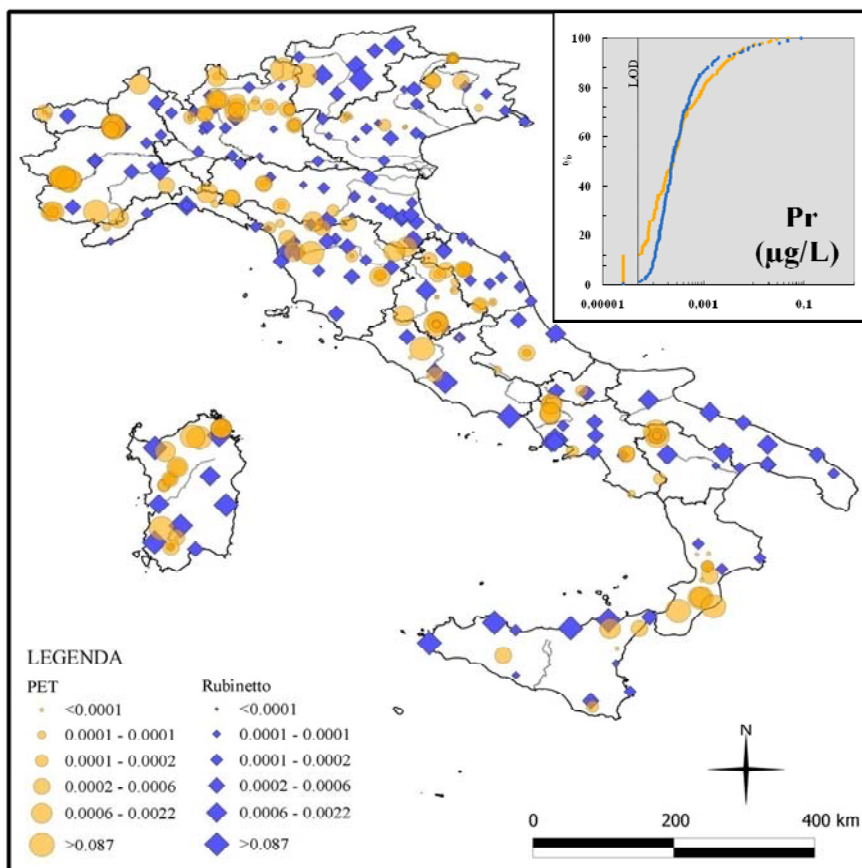 100
80
60
40
20
0
%
LOD
Pr
(µg/L)
0.00001 0.001 0.1
LEGENDA
PET Rubinetto
<0.0001 <0.0001
0.0001 - 0.0001 0.0001 - 0.0001
0.0001 - 0.0002 0.0001 - 0.0002
0.0002 - 0.0006 0.0002 - 0.0006
0.0006 - 0.0022 0.0006 - 0.0022
>0.087 >0.087
N
0 200 400 km